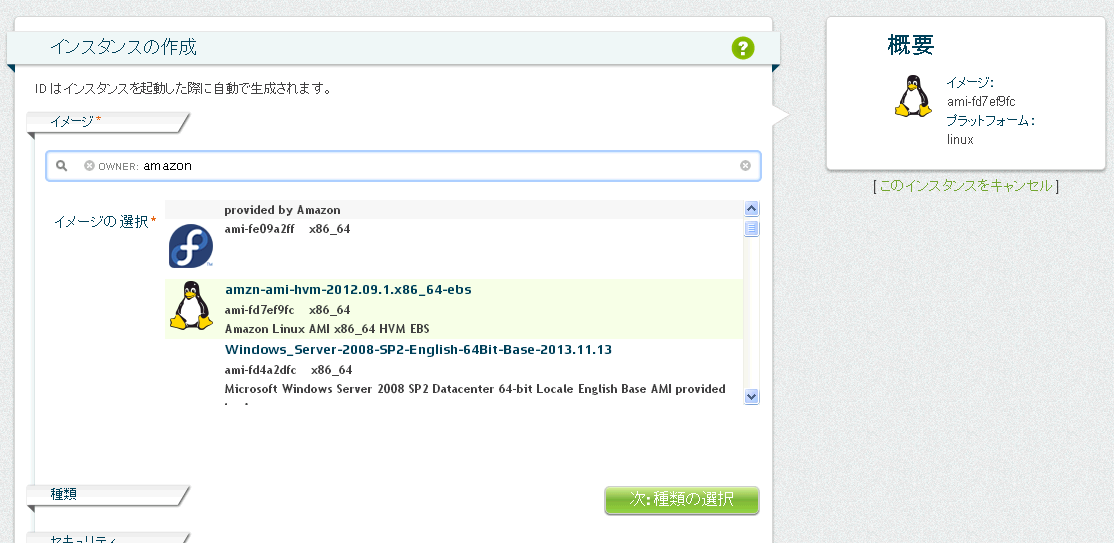 インスタンスの作成
?
IDはインスタンスを起動した際に自動で生成されます。
イメージ*
OWNER: amazon
イメージの選択*
provided by Amazon
ami-fe09a2ff x86_64
amzn-ami-hvm-2012.09.1.x86_64-ebs
ami-fd7ef9fc x86_64
Amazon Linux AMI x86_64 HVM EBS
Windows_Server-2008-SP2-English-64Bit-Base-2013.11.13
ami-fd4a2dfc x86_64
Microsoft Windows Server 2008 SP2 Datacenter 64-bit Locale English Base AMI provided
種類
次:種類の選択
セキュリティ
概要
イメージ:
ami-fd7ef9fc
プラットフォーム:
linux
[ このインスタンスをキャンセル ]